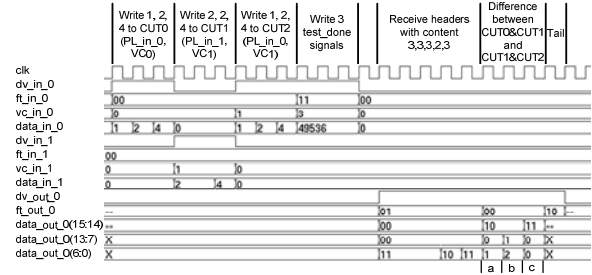 Write 1, 2, 4 to CUT0 (PL_in_0, VC0)
Write 2, 2, 4 to CUT1 (PL_in_1, VC1)
Write 1, 2, 4 to CUT2 (PL_in_0, VC1)
Write 3 test_done signals
Receive headers with content 3,3,3,2,3
Difference between CUT0&CUT1 and CUT1&CUT2
Tail
clk
dv_in_0
ft_in_0 00 11 00
vc_in_0 0 1 3 0
data_in_0 1 2 4 0 1 2 4 49536 0
dv_in_1
ft_in_1 00
vc_in_1 0 1 0
data_in_1 0 2 4 0
dv_out_0
ft_out_0 -- 01 00 10 --
data_out_0(15:14) -- 00 10 11 --
data_out_0(13:7) X 00 0 1 0 X
data_out_0(6:0) X 11 10 11 1 2 0 X
a b c